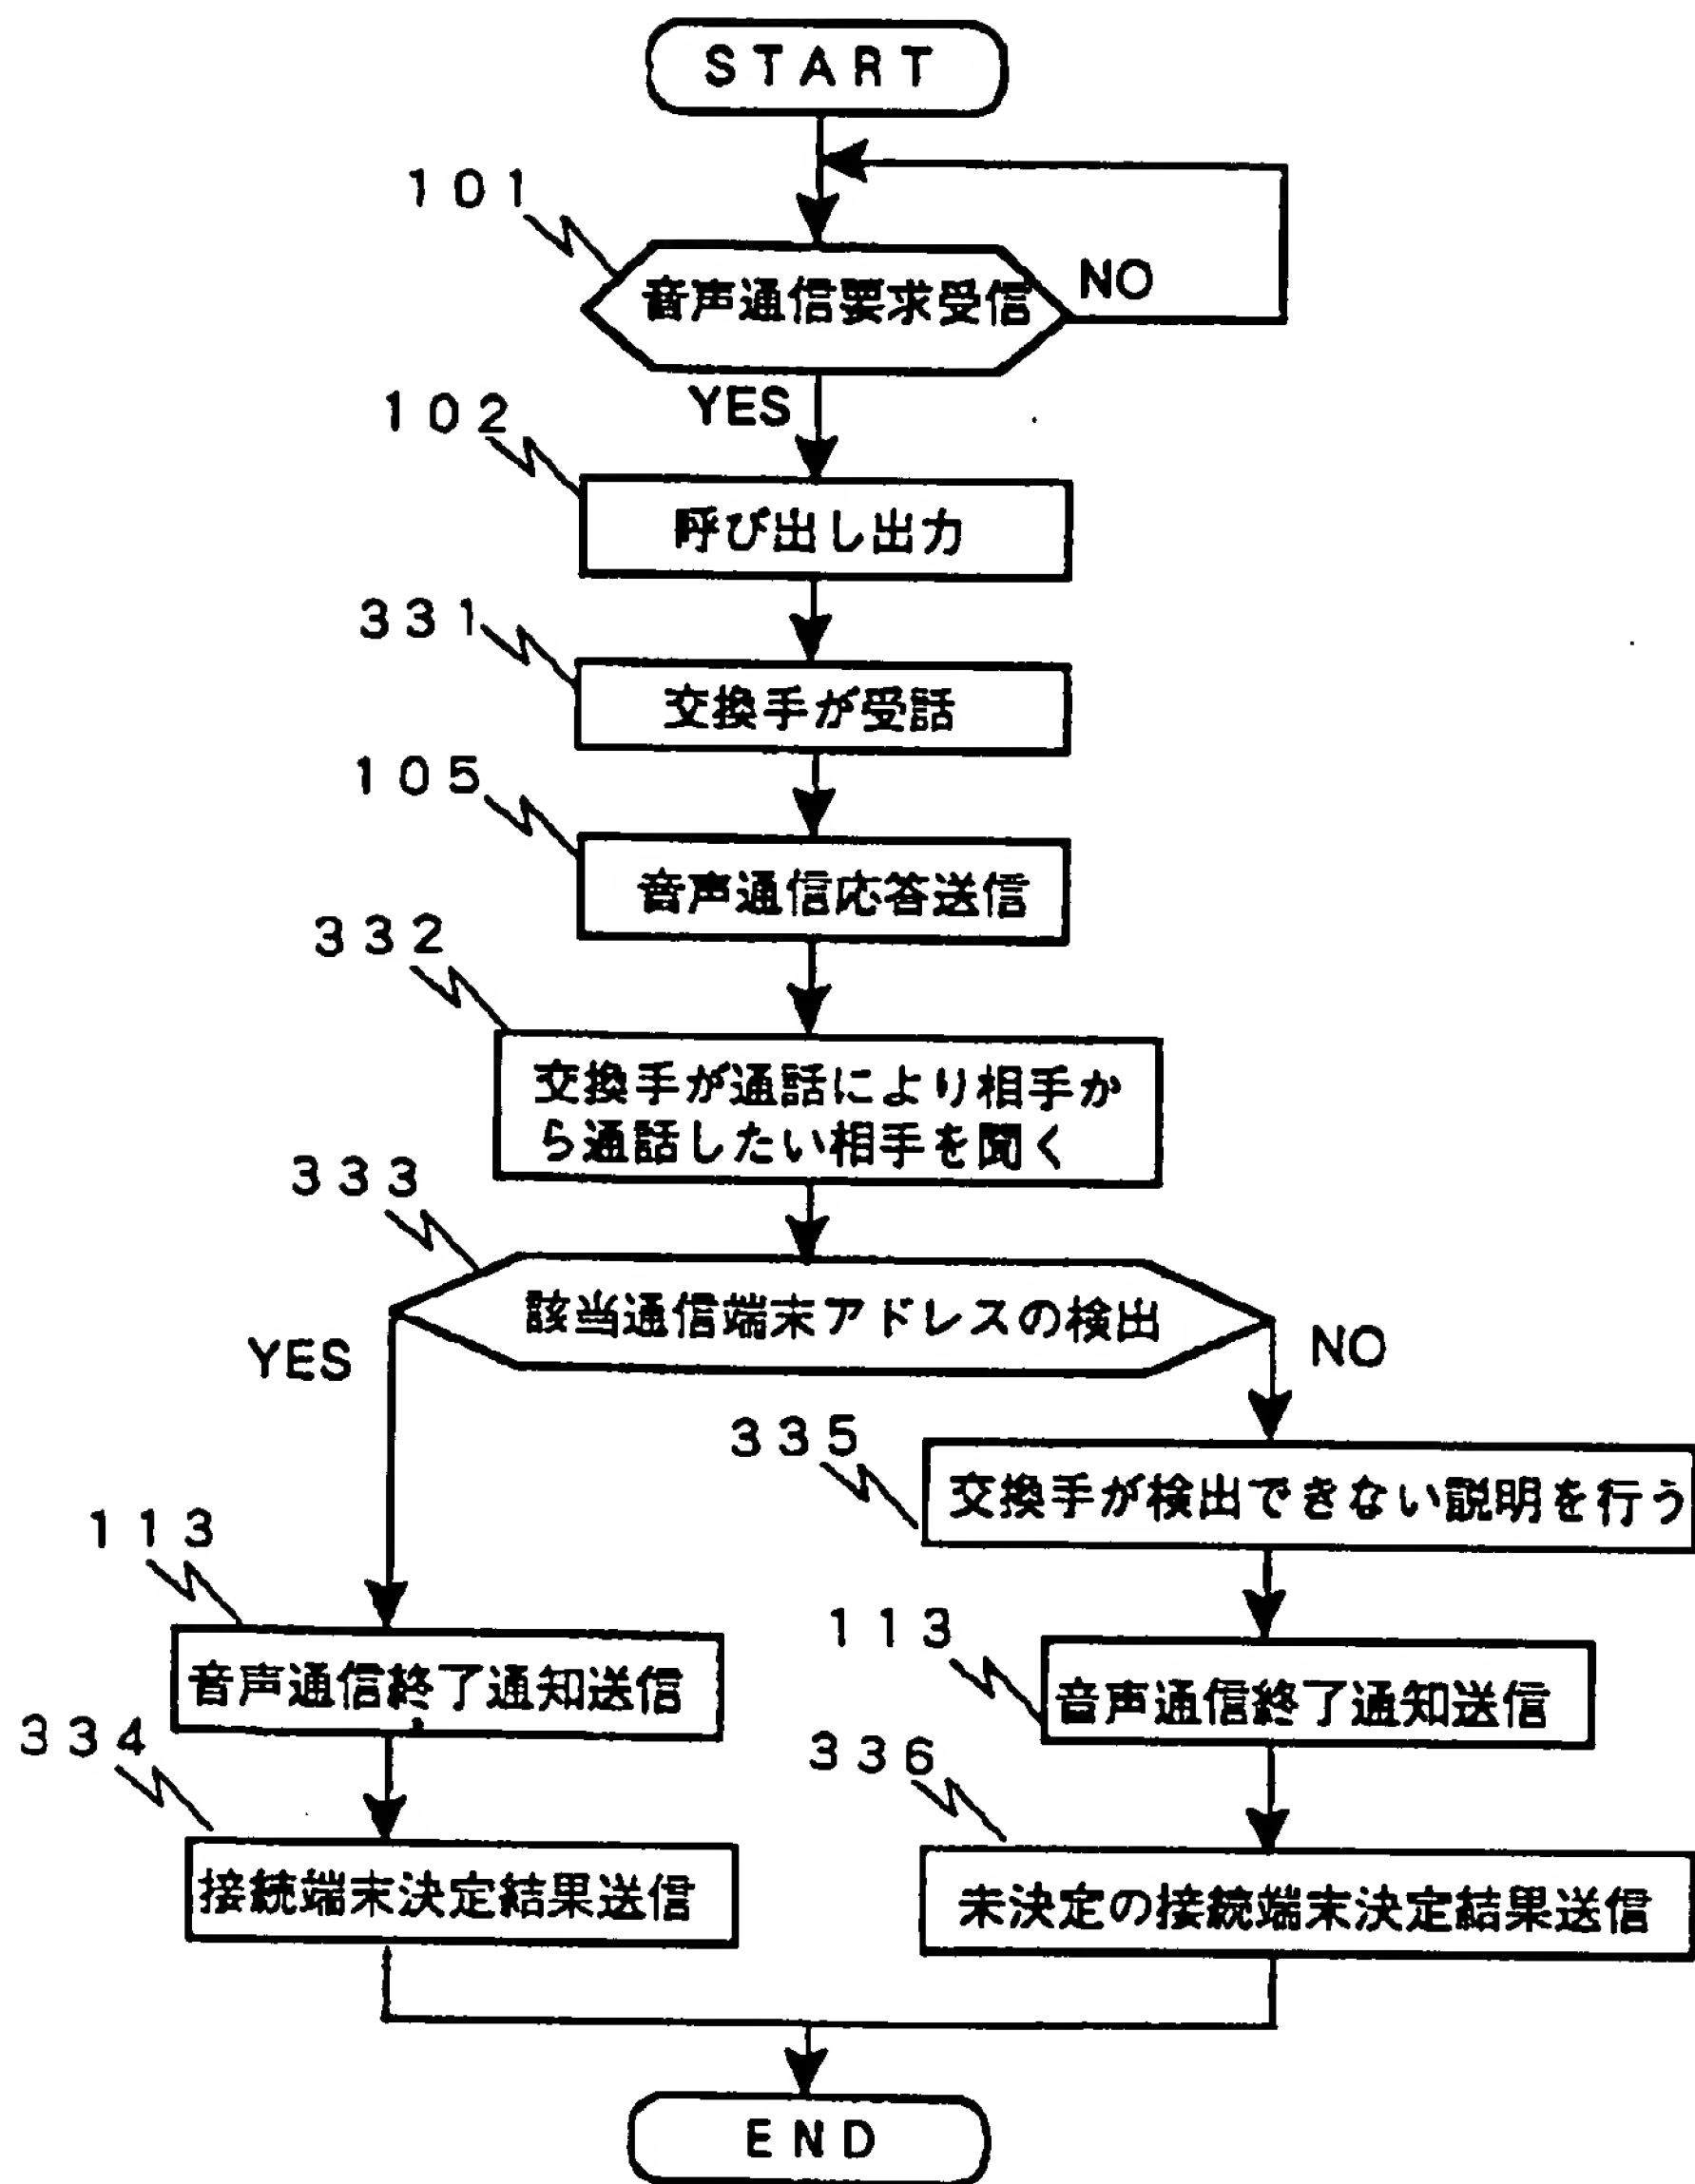 START
101
音声通信要求受信
NO
YES
102
呼び出し出力
331
交換手が受話
105
音声通信応答送信
332
交換手が通話により相手か
ら通話したい相手を聞く
333
該当通信端末アドレスの検出
YES
NO
335
交換手が検出できない説明を行う
113
音声通信終了通知送信
113
音声通信終了通知送信
334
接続端末決定結果送信
336
未決定の接続端末決定結果送信
END